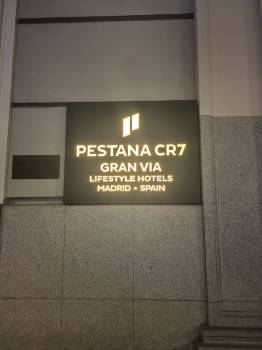 PESTANA CR7
GRAN VIA
LIFESTYLE HOTELS
MADRID • SPAIN